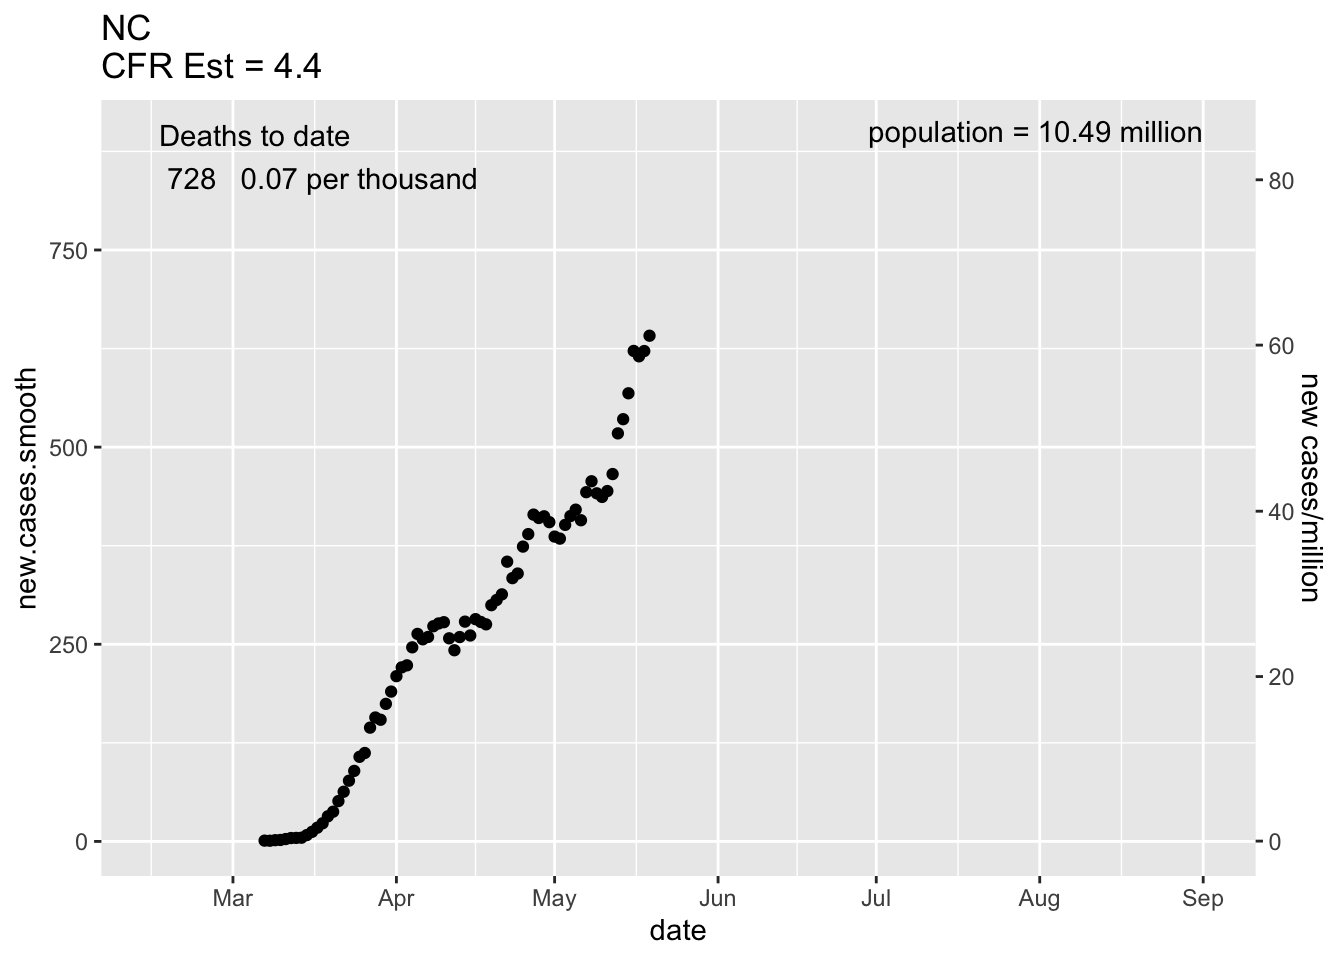 NC
CFR Est = 4.4
Deaths to date
728 0.07 per thousand
population = 10.49 million
new.cases.smooth
750
500
250
0
80
60
40
20
0
new cases/million
Mar Apr May Jun Jul Aug Sep
date